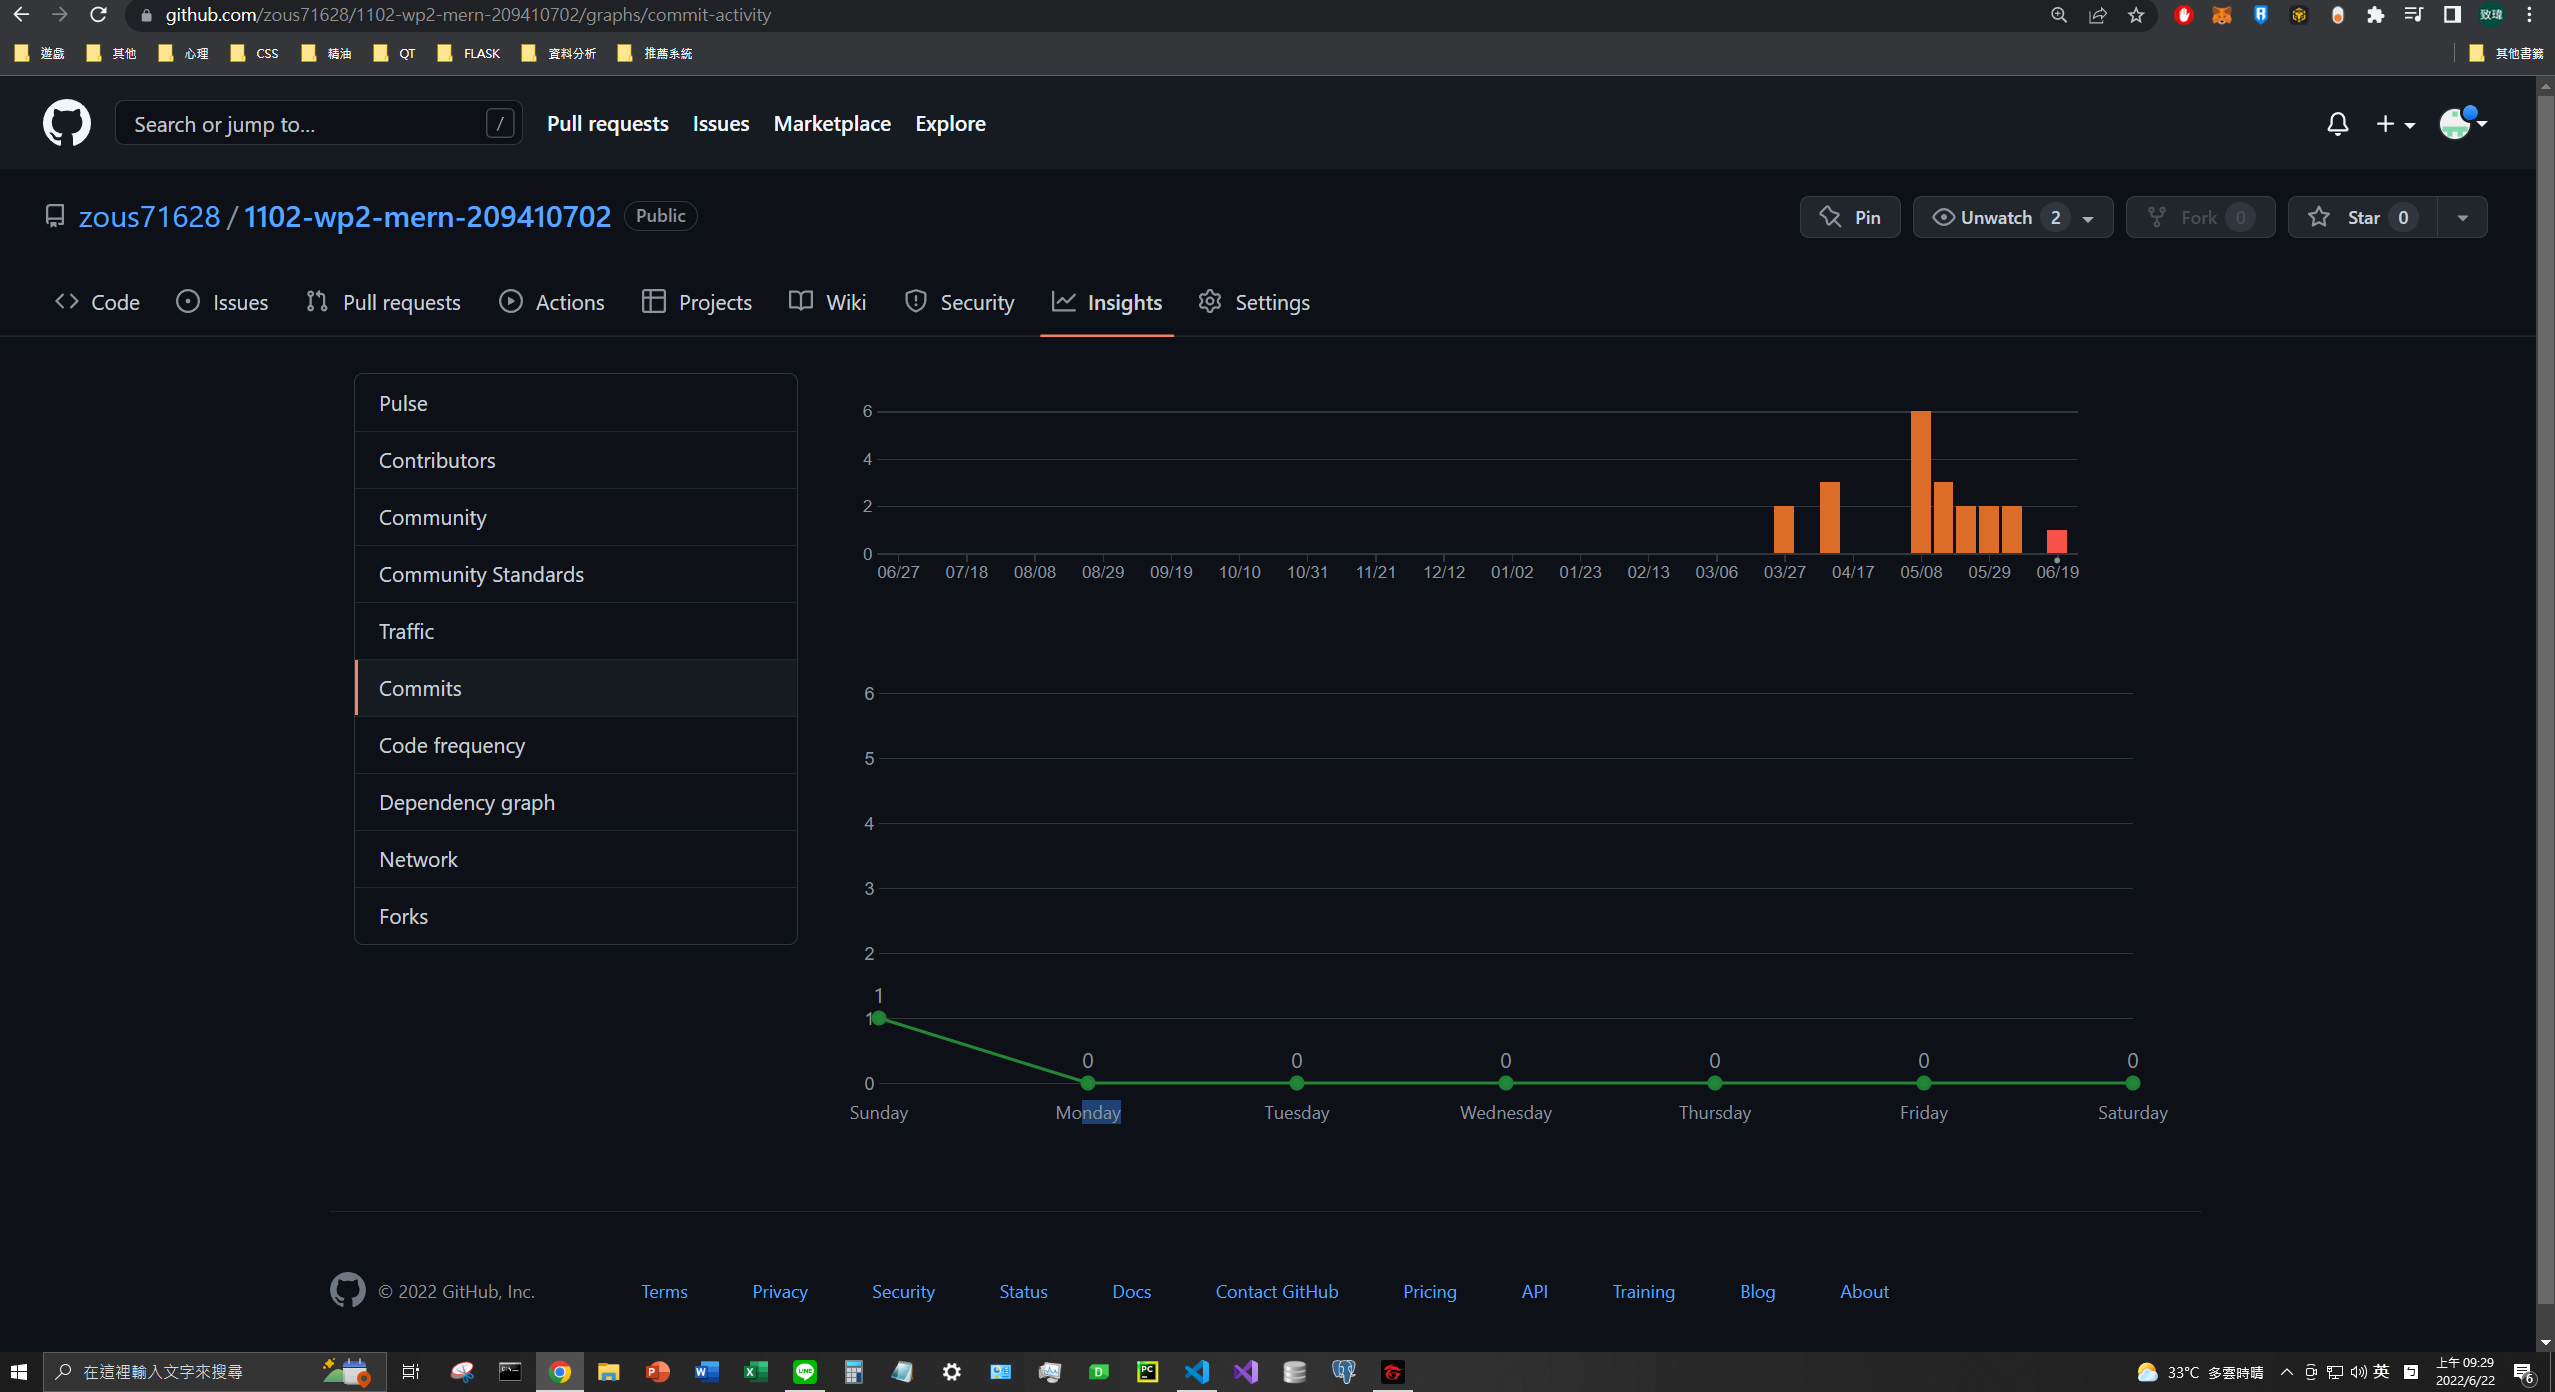 github.com/zous71628/1102-wp2-mern-209410702/graphs/commit-activity
致瑋
遊戲 其他 心理 CSS 精油 QT FLASK 資料分析 推薦系統 其他書籤
Search or jump to... / Pull requests Issues Marketplace Explore
zous71628 / 1102-wp2-mern-209410702 Public
Pin Unwatch 2 Fork 0 Star 0
Code Issues Pull requests Actions Projects Wiki Security Insights Settings
Pulse
Contributors
Community
Community Standards
Traffic
Commits
Code frequency
Dependency graph
Network
Forks
6
4
2
0
06/27 07/18 08/08 08/29 09/19 10/10 10/31 11/21 12/12 01/02 01/23 02/13 03/06 03/27 04/17 05/08 05/29 06/19
6
5
4
3
2
1
1
0 0 0 0 0 0
0
Sunday Monday Tuesday Wednesday Thursday Friday Saturday
© 2022 GitHub, Inc. Terms Privacy Security Status Docs Contact GitHub Pricing API Training Blog About
在這裡輸入文字來搜尋
33°C 多雲時晴
英
上午 09:29
2022/6/22
6